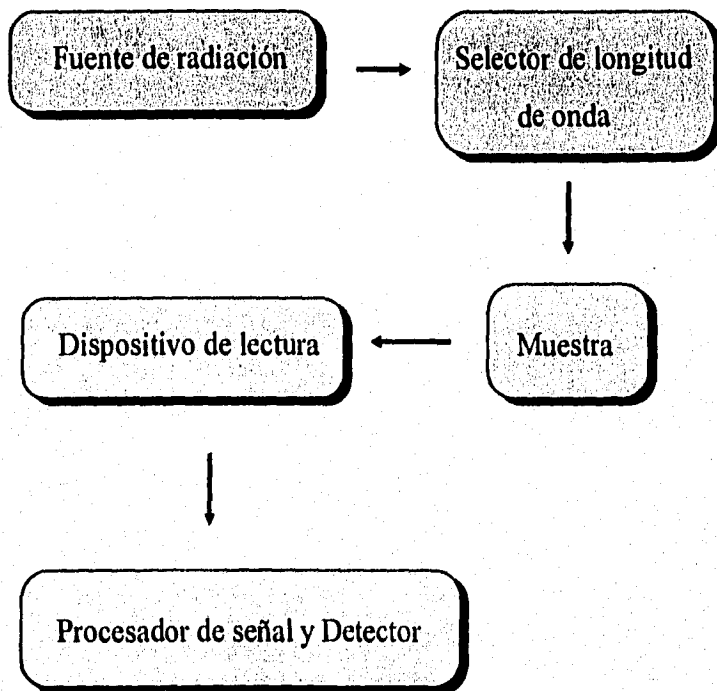 Fuente de radiación
Selector de longitud
de onda
Muestra
Dispositivo de lectura
Procesador de señal y Detector